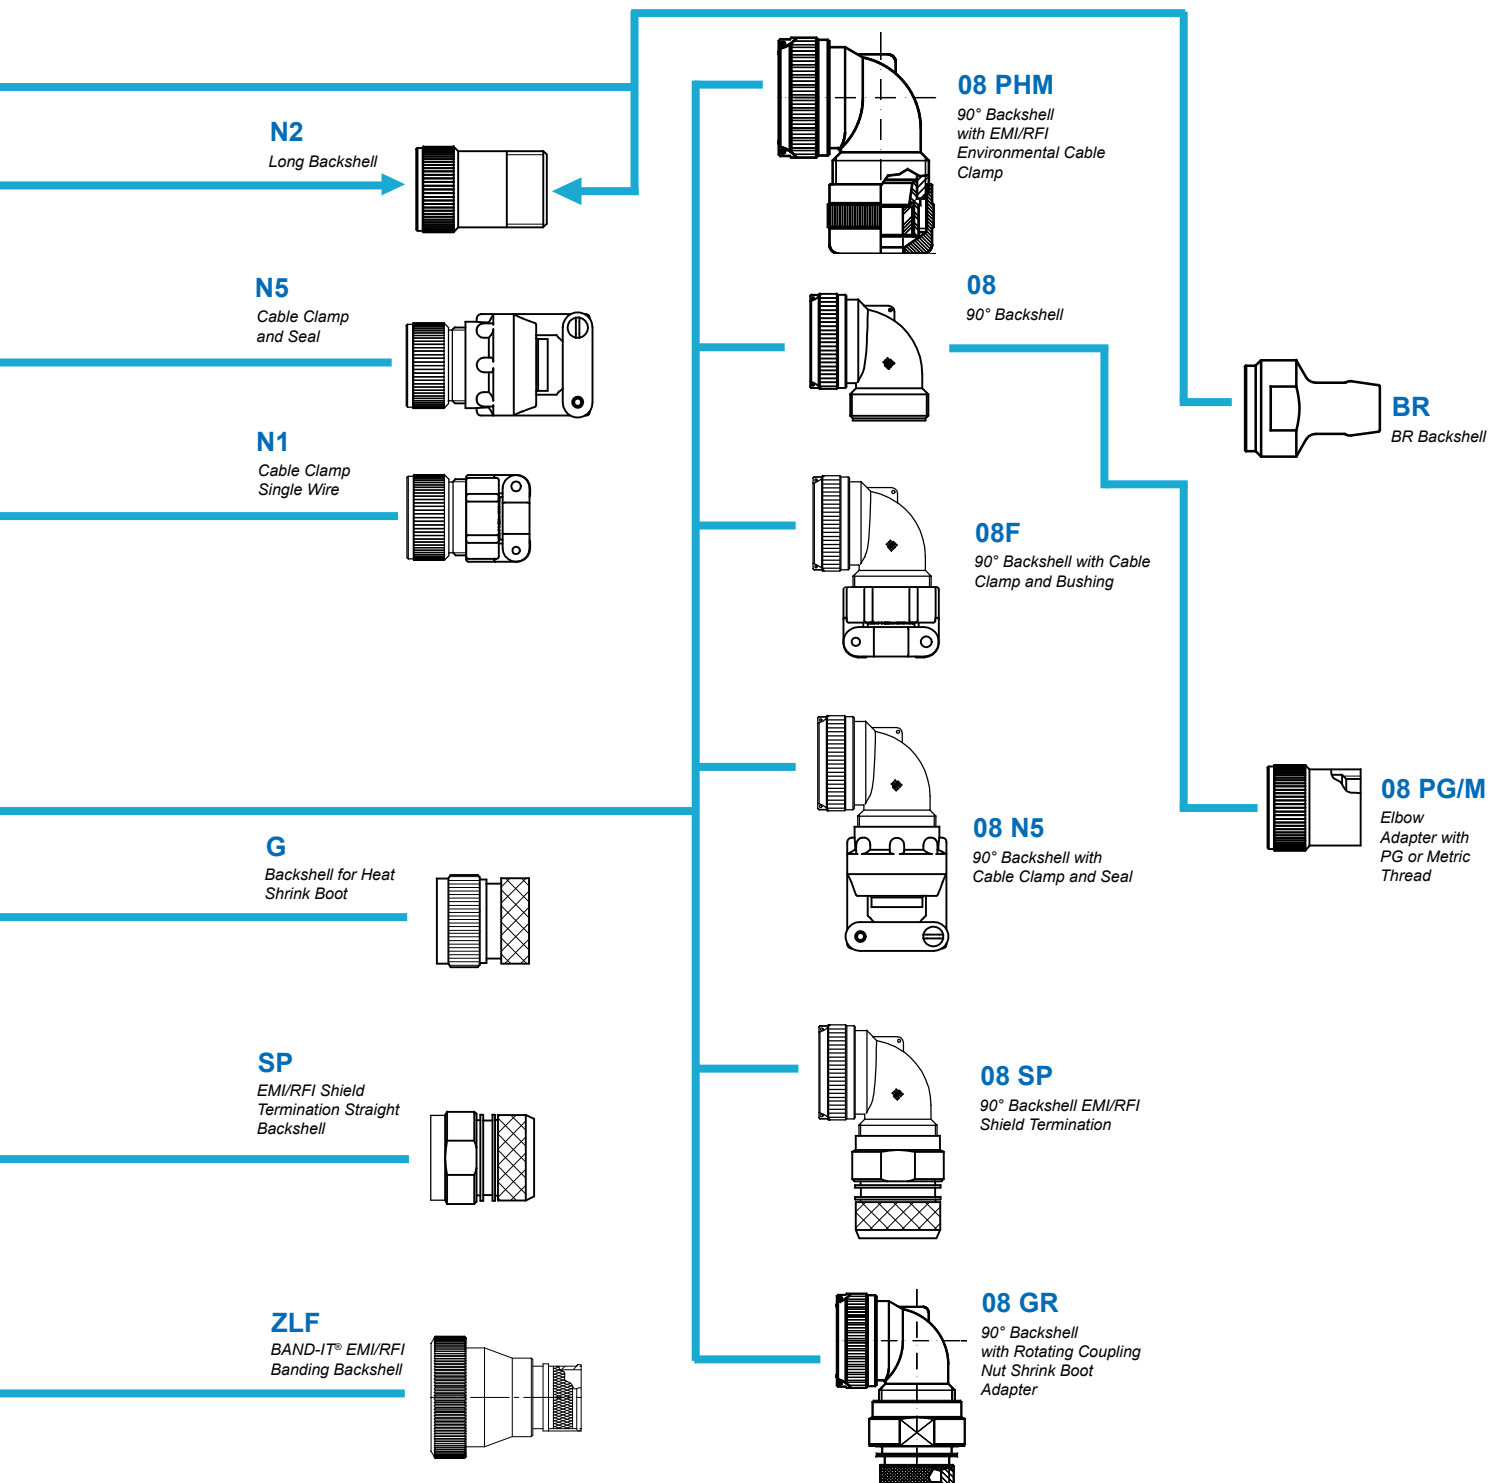 N2
Long Backshell
N5
Cable Clamp
and Seal
N1
Cable Clamp
Single Wire
G
Backshell for Heat
Shrink Boot
SP
EMI/RFI Shield
Termination Straight
Backshell
ZLF
BAND-IT® EMI/RFI
Banding Backshell
08 PHM
90° Backshell
with EMI/RFI
Environmental Cable
Clamp
08
90° Backshell
08F
90° Backshell with Cable
Clamp and Bushing
08 N5
90° Backshell with
Cable Clamp and Seal
08 SP
90° Backshell EMI/RFI
Shield Termination
08 GR
90° Backshell
with Rotating Coupling
Nut Shrink Boot
Adapter
BR
BR Backshell
08 PG/M
Elbow
Adapter with
PG or Metric
Thread